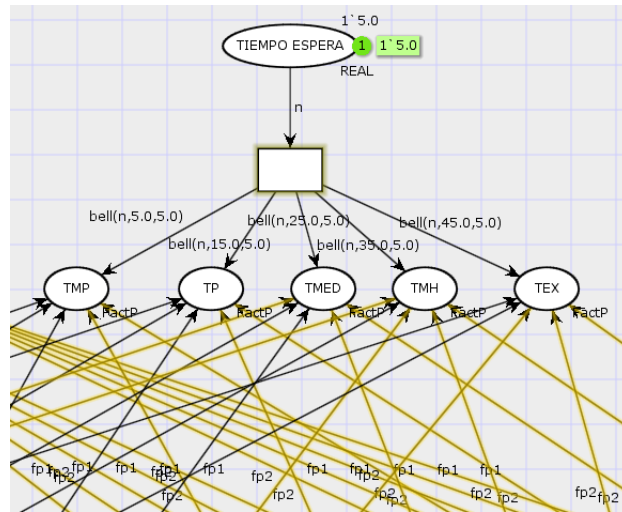 1`5.0
TIEMPO ESPERA 1 1`5.0
REAL
n
bell(n,5.0,5.0)
bell(n,25.0,5.0)
bell(n,45.0,5.0)
bell(n,15.0,5.0)
bell(n,35.0,5.0)
TMP TP TMED TMH TEX
FactP FactP FactP FactP
fp1 fp2 fp1 fp1 fp1 fp1 fp1 fp1 fp1
fp2 fp2 fp2 fp2
fp2 fp2 fp2 fp2 fp2 fp2